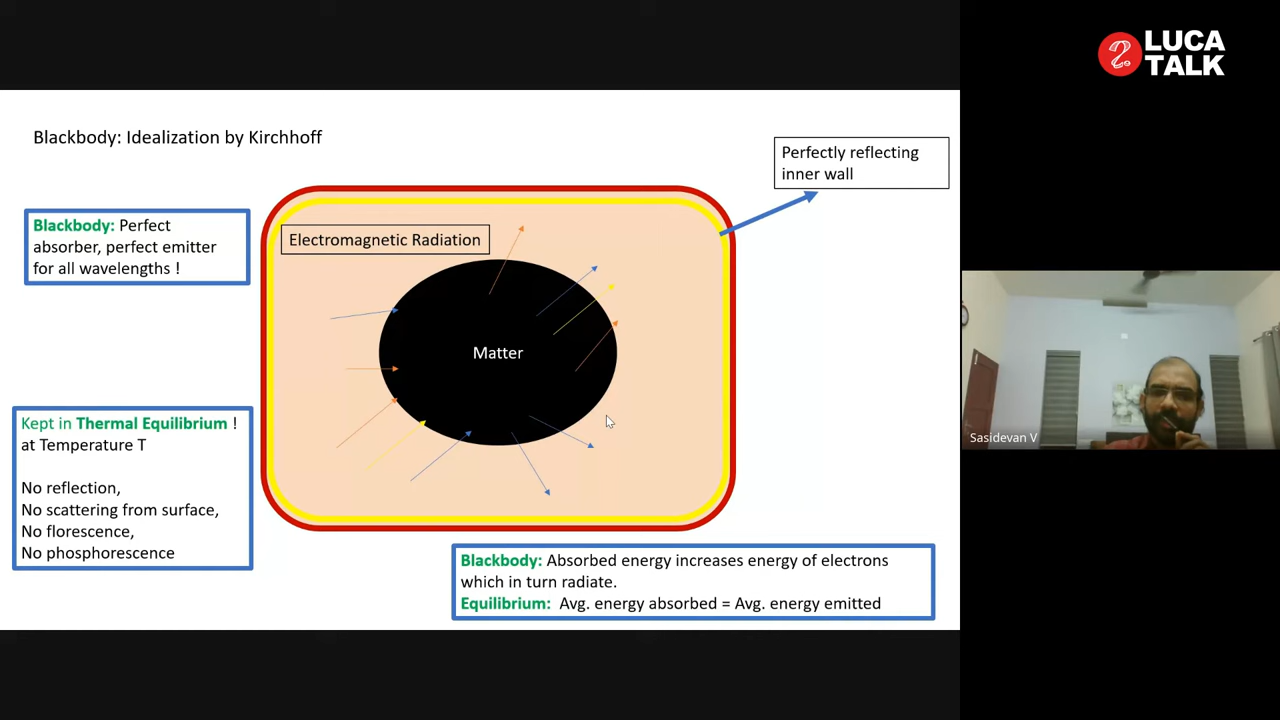 LUCA
TALK
Blackbody: Idealization by Kirchhoff
Perfectly reflecting
inner wall
Blackbody: Perfect
absorber, perfect emitter
for all wavelengths !
Electromagnetic Radiation
Matter
Kept in Thermal Equilibrium !
at Temperature T
No reflection,
No scattering from surface,
No florescence,
No phosphorescence
Sasidevan V
Blackbody: Absorbed energy increases energy of electrons
which in turn radiate.
Equilibrium: Avg. energy absorbed = Avg. energy emitted